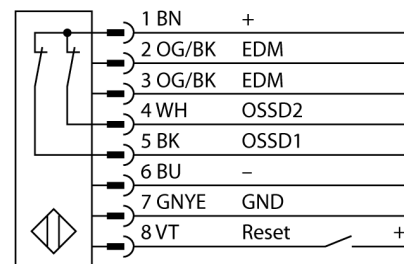 1 BN +
2 OG/BK EDM
3 OG/BK EDM
4 WH OSSD2
5 BK OSSD1
6 BU –
7 GNYE GND
8 VT Reset +